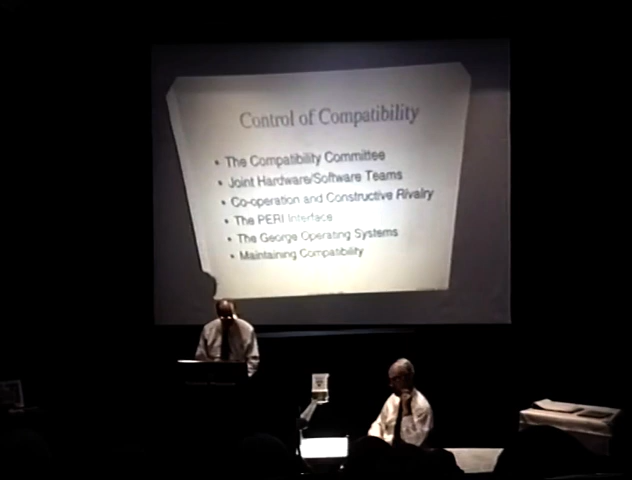 Control of Compatibility
• The Compatibility Committee
• Joint Hardware/Software Teams
• Co-operation and Constructive Rivalry
• The PERI Interface
• The George Operating Systems
• Maintaining Compatibility